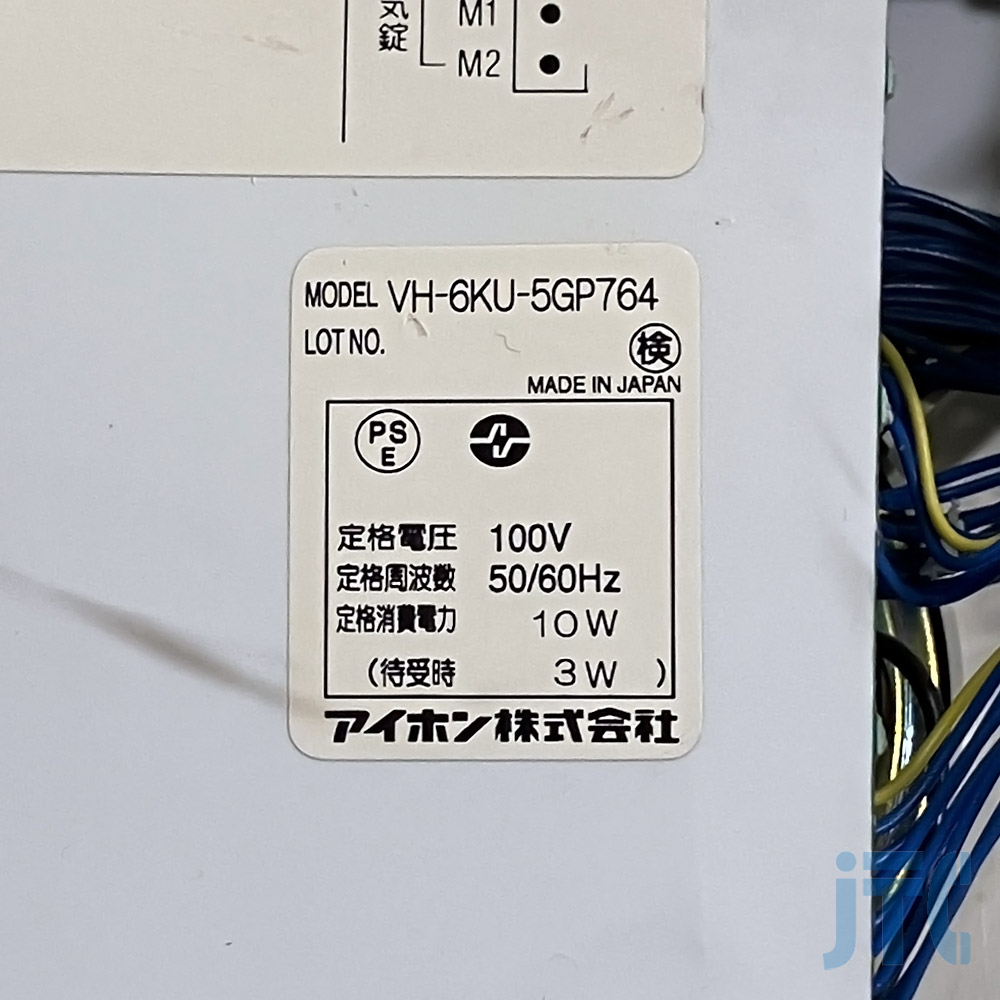 M1
気錠
M2
MODEL VH-6KU-5GP764
LOT NO.
検
MADE IN JAPAN
PS
E
定格電圧 100V
定格周波数 50/60Hz
定格消費電力 10W
(待受時 3W )
アイホン株式会社
JTC